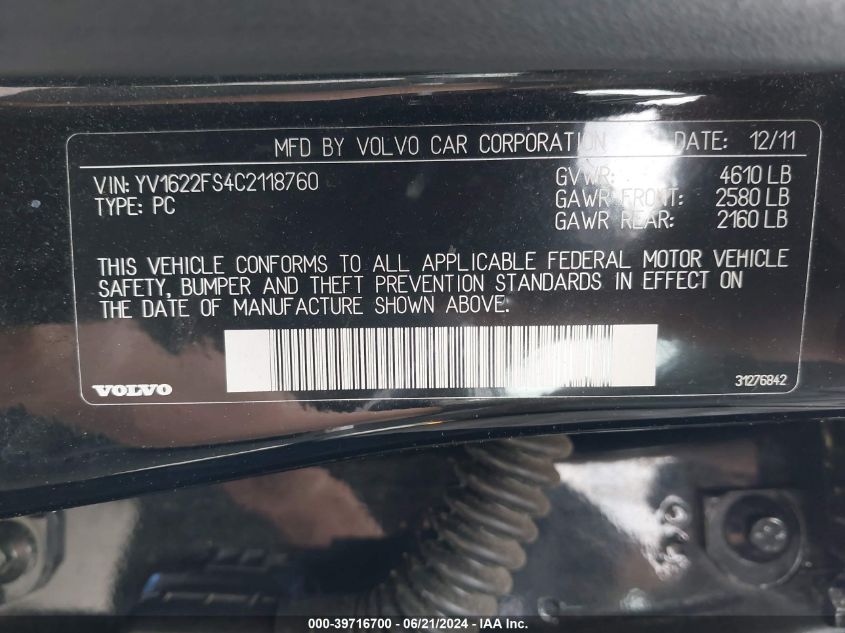 MFD BY VOLVO CAR CORPORATION DATE: 12/11
VIN: YV1622FS4C2118760 GVWR: 4610 LB
TYPE: PC GAWR FRONT: 2580 LB
GAWR REAR: 2160 LB
THIS VEHICLE CONFORMS TO ALL APPLICABLE FEDERAL MOTOR VEHICLE
SAFETY, BUMPER AND THEFT PREVENTION STANDARDS IN EFFECT ON
THE DATE OF MANUFACTURE SHOWN ABOVE.
VOLVO 31276842
000-39716700 - 06/21/2024 - IAA Inc.